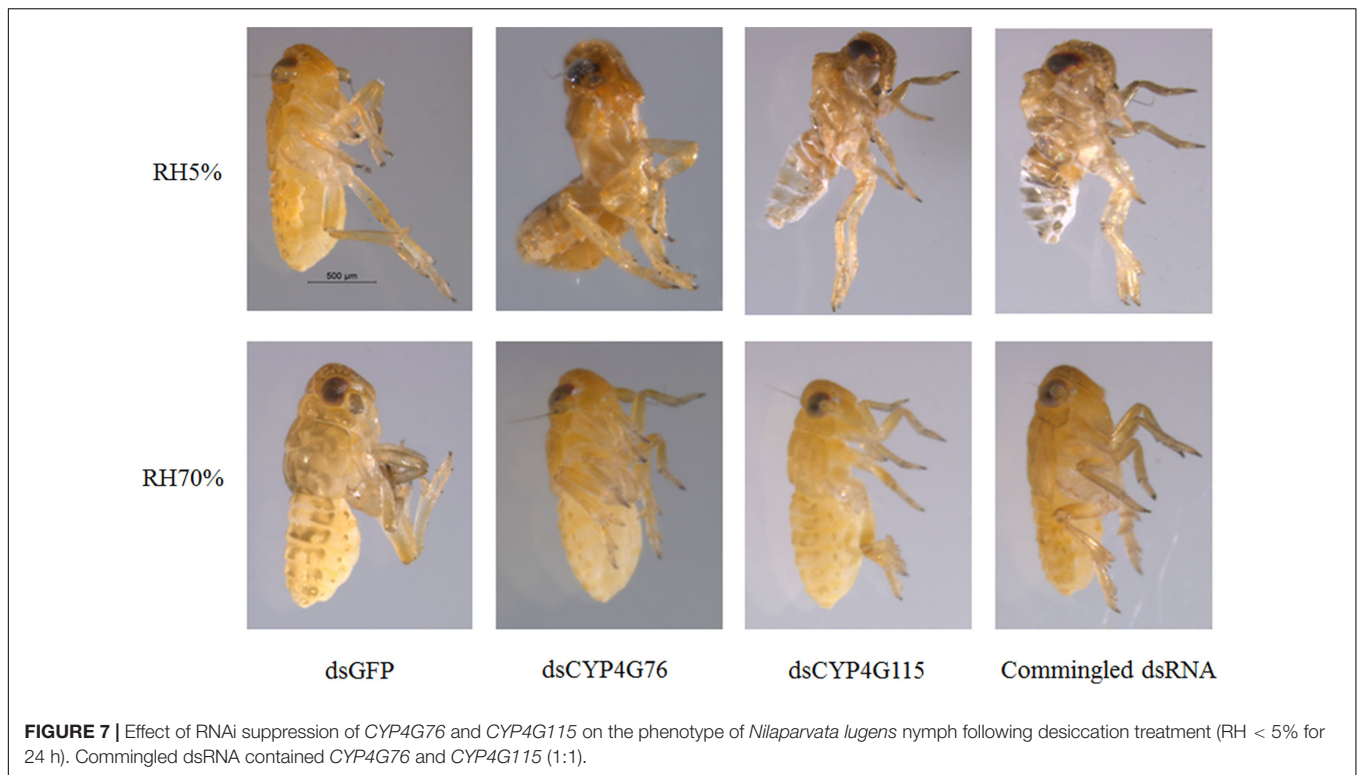 RH5%
500 µm
RH70%
dsGFP
dsCYP4G76
dsCYP4G115
Commingled dsRNA
FIGURE 7 | Effect of RNAi suppression of CYP4G76 and CYP4G115 on the phenotype of Nilaparvata lugens nymph following desiccation treatment (RH < 5% for
24 h). Commingled dsRNA contained CYP4G76 and CYP4G115 (1:1).